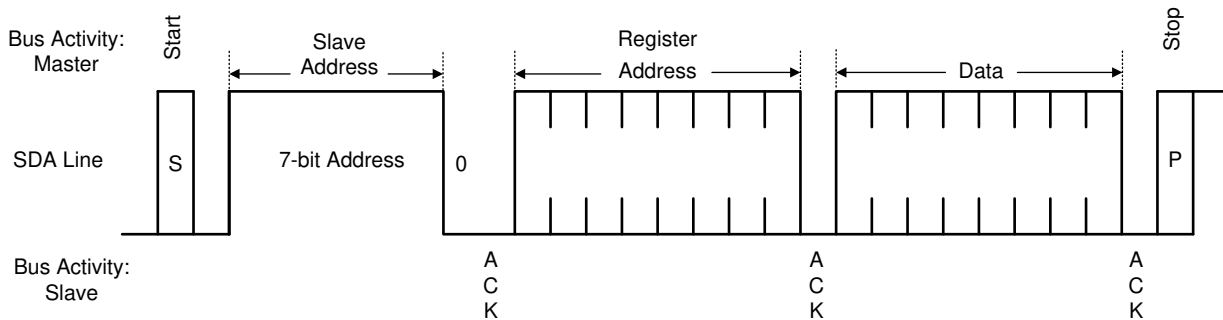 Bus Activity:
Master
Start
Slave
Address
Register
Address
Data
Stop
SDA Line
S
7-bit Address
0
P
Bus Activity:
Slave
A
C
K
A
C
K
A
C
K